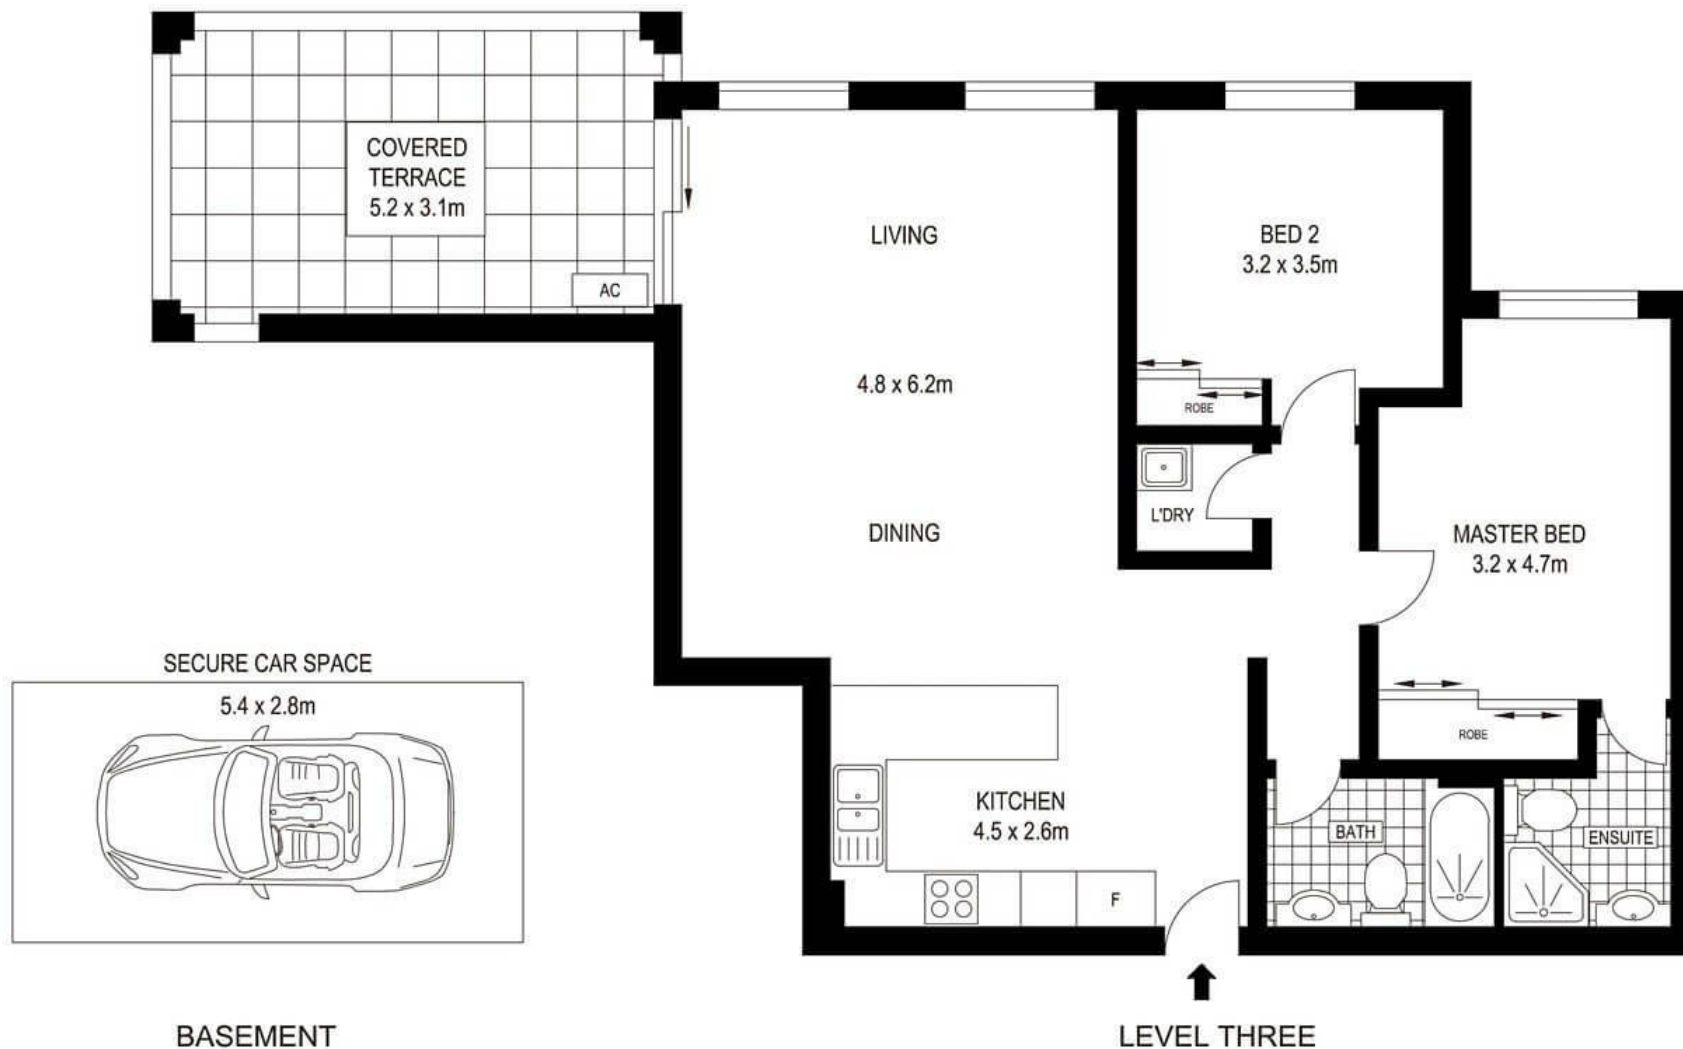 COVERED
TERRACE
5.2 x 3.1m
AC
LIVING
4.8 x 6.2m
DINING
BED 2
3.2 x 3.5m
ROBE
L'DRY
MASTER BED
3.2 x 4.7m
ROBE
SECURE CAR SPACE
5.4 x 2.8m
KITCHEN
4.5 x 2.6m
F
BATH
ENSUITE
BASEMENT
LEVEL THREE